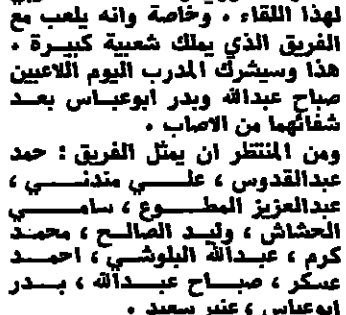 لهذا اللقاء ، وخاصة وانه يلعب مع
الفريق الذي يملك شعبية كبيرة ،
هذا وسيشرك المدرب اليوم اللاعبين
صباح عبدالله وبدر ابوعباس بعد
شفائهما من الاصاب ،
ومن المنتظر ان يمثل الفريق : حمد
عبدالقدوس ، علي مندني ،
عبدالعزيز المطوع ، سامي
الحشاش ، وليد الصالح ، محمد
كرم ، عبدالله البلوشي ، احمد
عسكر ، صباح عبدالله ، بدر
ابوعباس ، عنبر سعيد ،